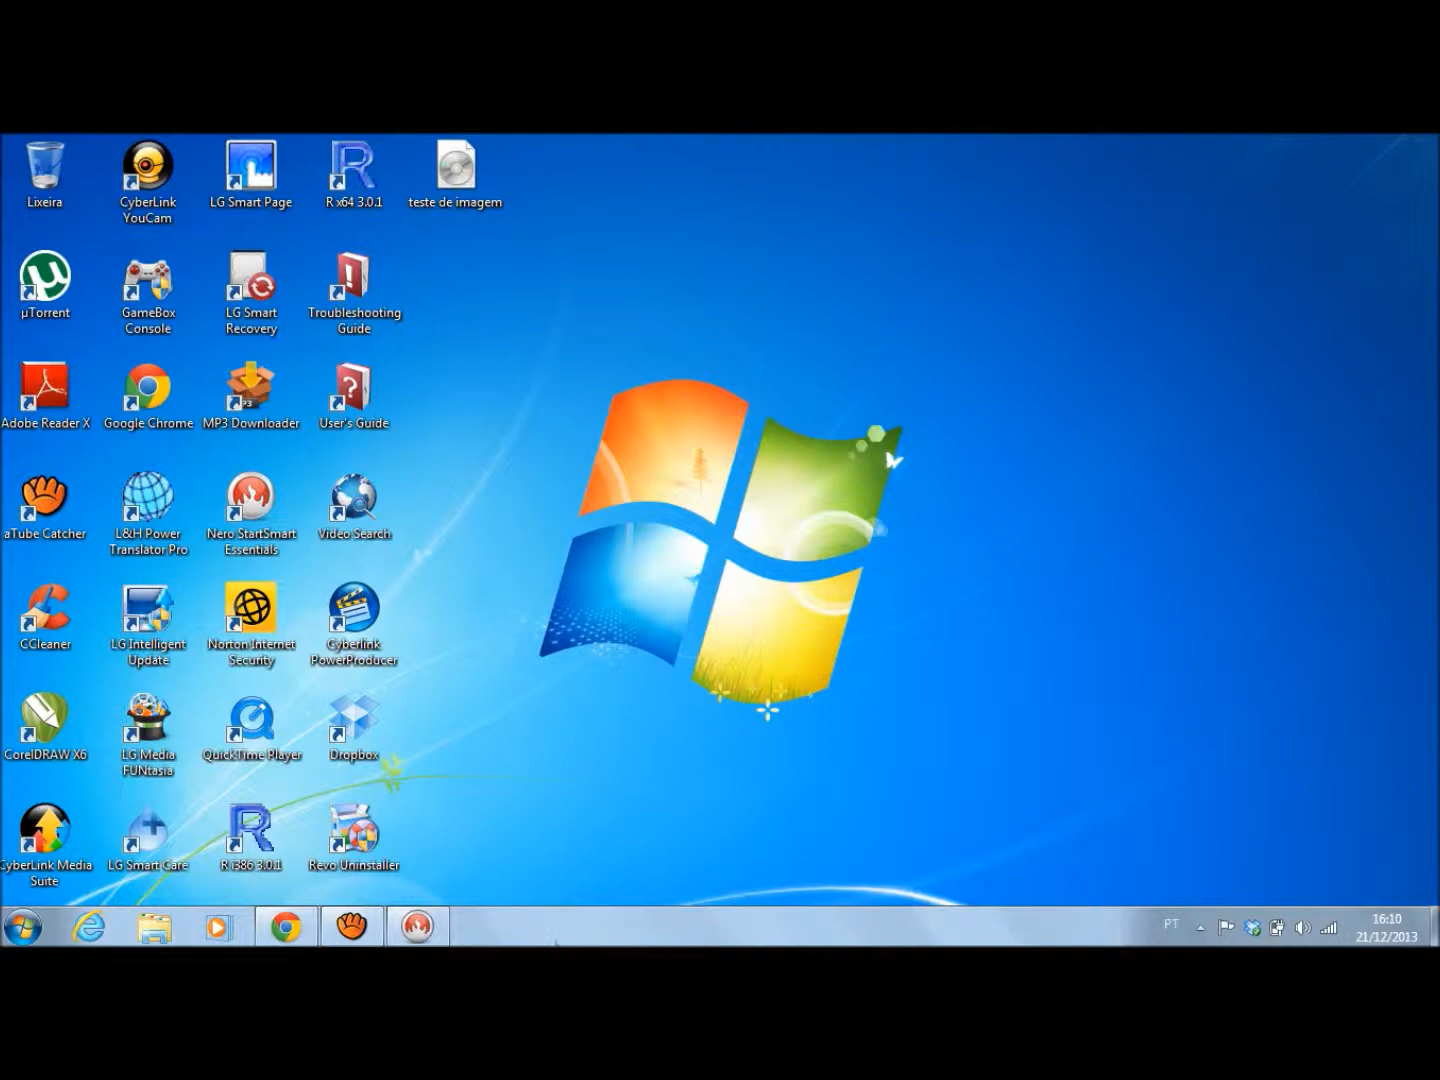 Lixeira
CyberLink
YouCam
LG Smart Page
R x64 3.0.1
teste de imagem
µTorrent
GameBox
Console
LG Smart
Recovery
Troubleshooting
Guide
Adobe Reader X
Google Chrome
MP3 Downloader
User's Guide
aTube Catcher
L&H Power
Translator Pro
Nero StartSmart
Essentials
Video Search
CCleaner
LG Intelligent
Update
Norton Internet
Security
Cyberlink
PowerProducer
CorelDRAW X6
LG Media
FUNtasia
QuickTime Player
Dropbox
CyberLink Media
Suite
LG Smart Care
R i386 3.0.1
Revo Uninstaller
PT
16:10
21/12/2013